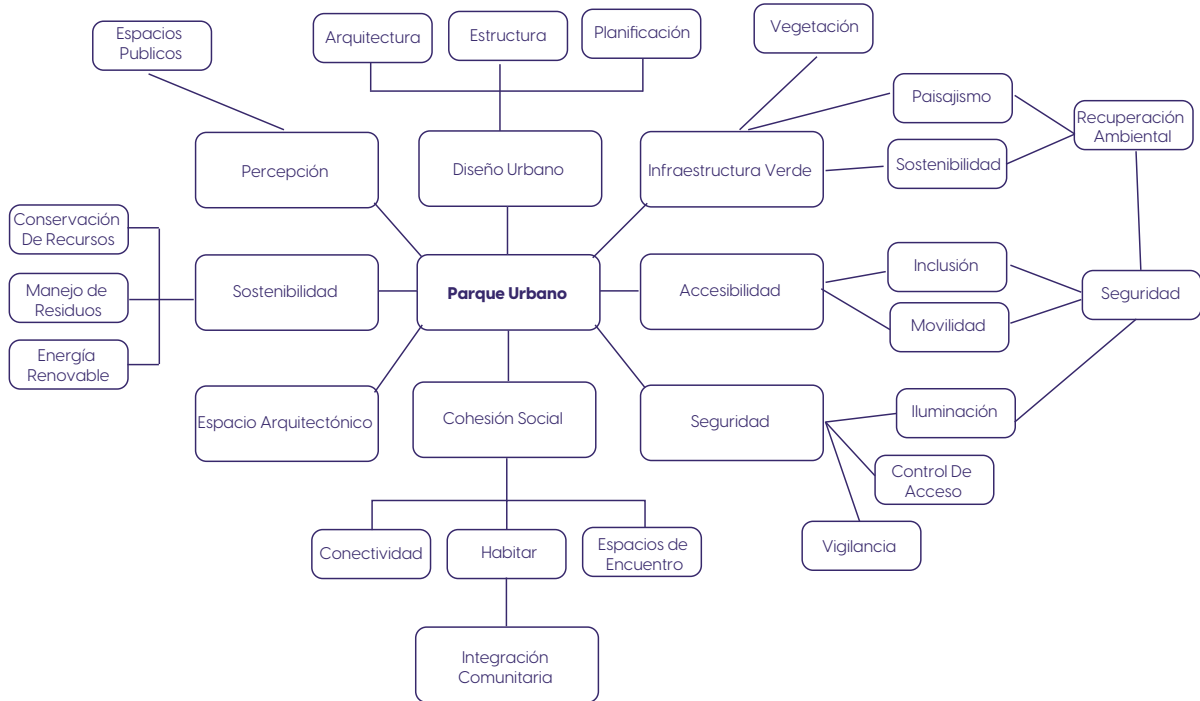 Espacios
Publicos
Arquitectura
Estructura
Planificación
Vegetación
Paisajismo
Recuperación
Ambiental
Percepción
Diseño Urbano
Infraestructura Verde
Sostenibilidad
Conservación
De Recursos
Manejo de
Residuos
Energía
Renovable
Sostenibilidad
Parque Urbano
Accesibilidad
Inclusión
Movilidad
Seguridad
Espacio Arquitectónico
Cohesión Social
Seguridad
Iluminación
Control De
Acceso
Vigilancia
Conectividad
Habitar
Espacios de
Encuentro
Integración
Comunitaria